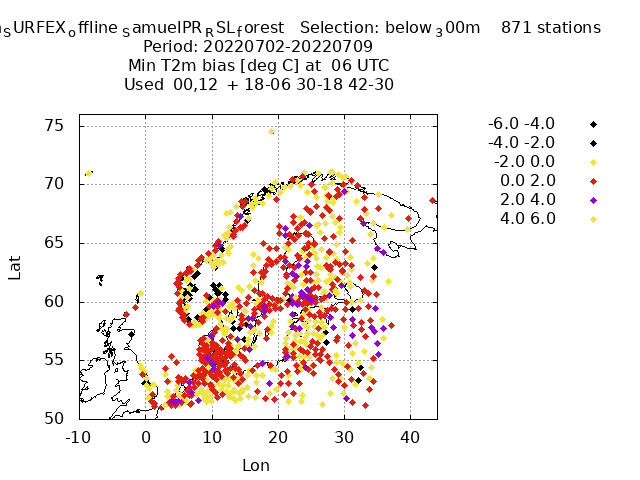 SURFEXoffline SamuelPRRSLforest Selection: below300m 871 stations
Period: 20220702-20220709
Min T2m bias [deg C] at 06 UTC
Used 00,12 + 18-06 30-18 42-30
-6.0 -4.0
-4.0 -2.0
-2.0 0.0
0.0 2.0
2.0 4.0
4.0 6.0
75
70
65
60
55
50
Lat
-10 0 10 20 30 40
Lon